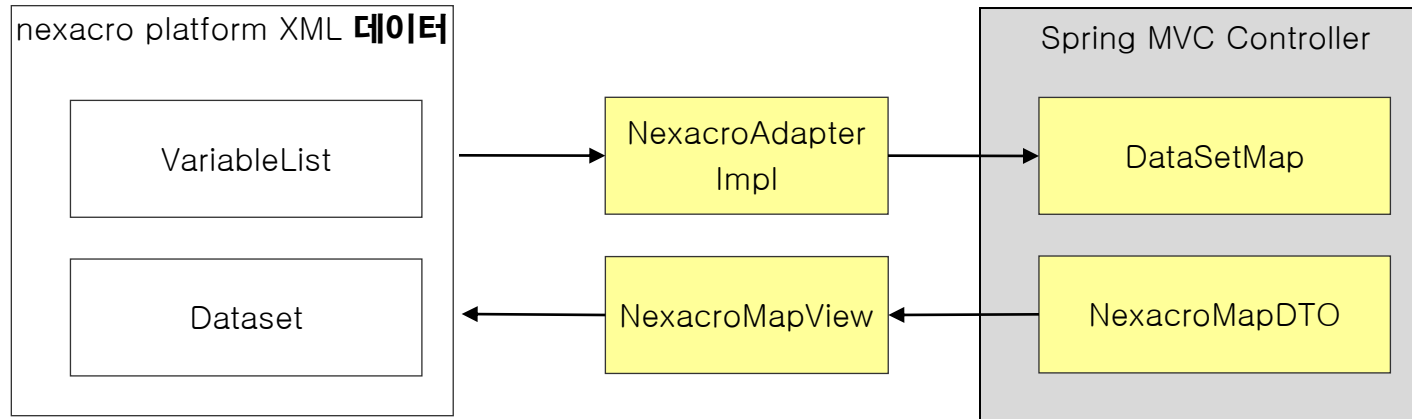 nexacro platform XML 데이터
Spring MVC Controller
VariableList
NexacroAdapter
Impl
DataSetMap
Dataset
NexacroMapView
NexacroMapDTO